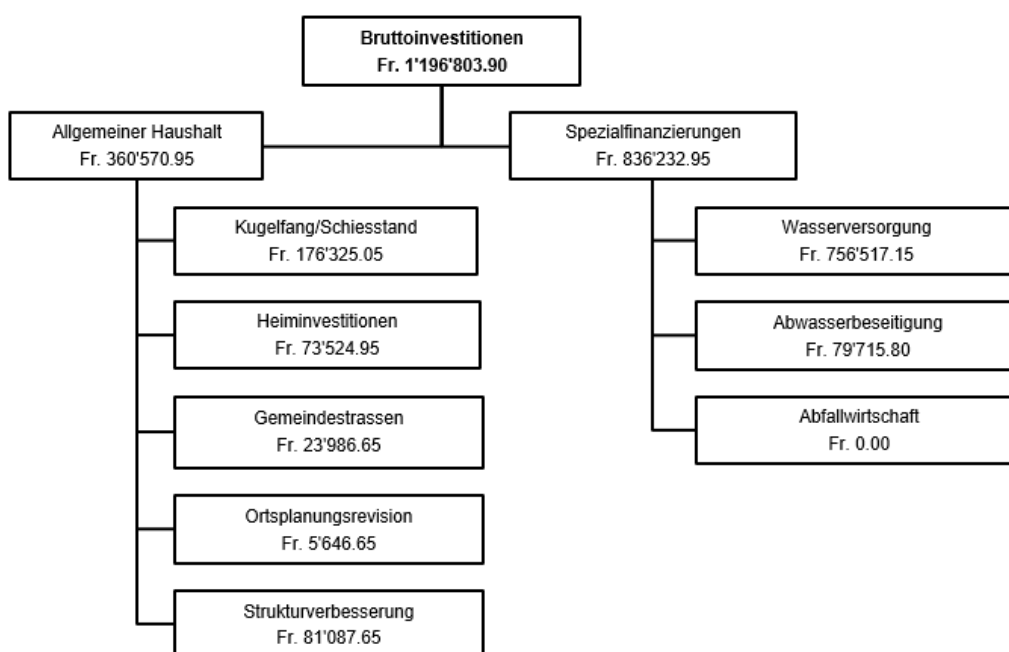 Bruttoinvestitionen
Fr. 1'196'803.90
Allgemeiner Haushalt
Fr. 360'570.95
Spezialfinanzierungen
Fr. 836'232.95
Kugelfang/Schiesstand
Fr. 176'325.05
Heiminvestitionen
Fr. 73'524.95
Gemeindestrassen
Fr. 23'986.65
Ortsplanungsrevision
Fr. 5'646.65
Strukturverbesserung
Fr. 81'087.65
Wasserversorgung
Fr. 756'517.15
Abwasserbeseitigung
Fr. 79'715.80
Abfallwirtschaft
Fr. 0.00